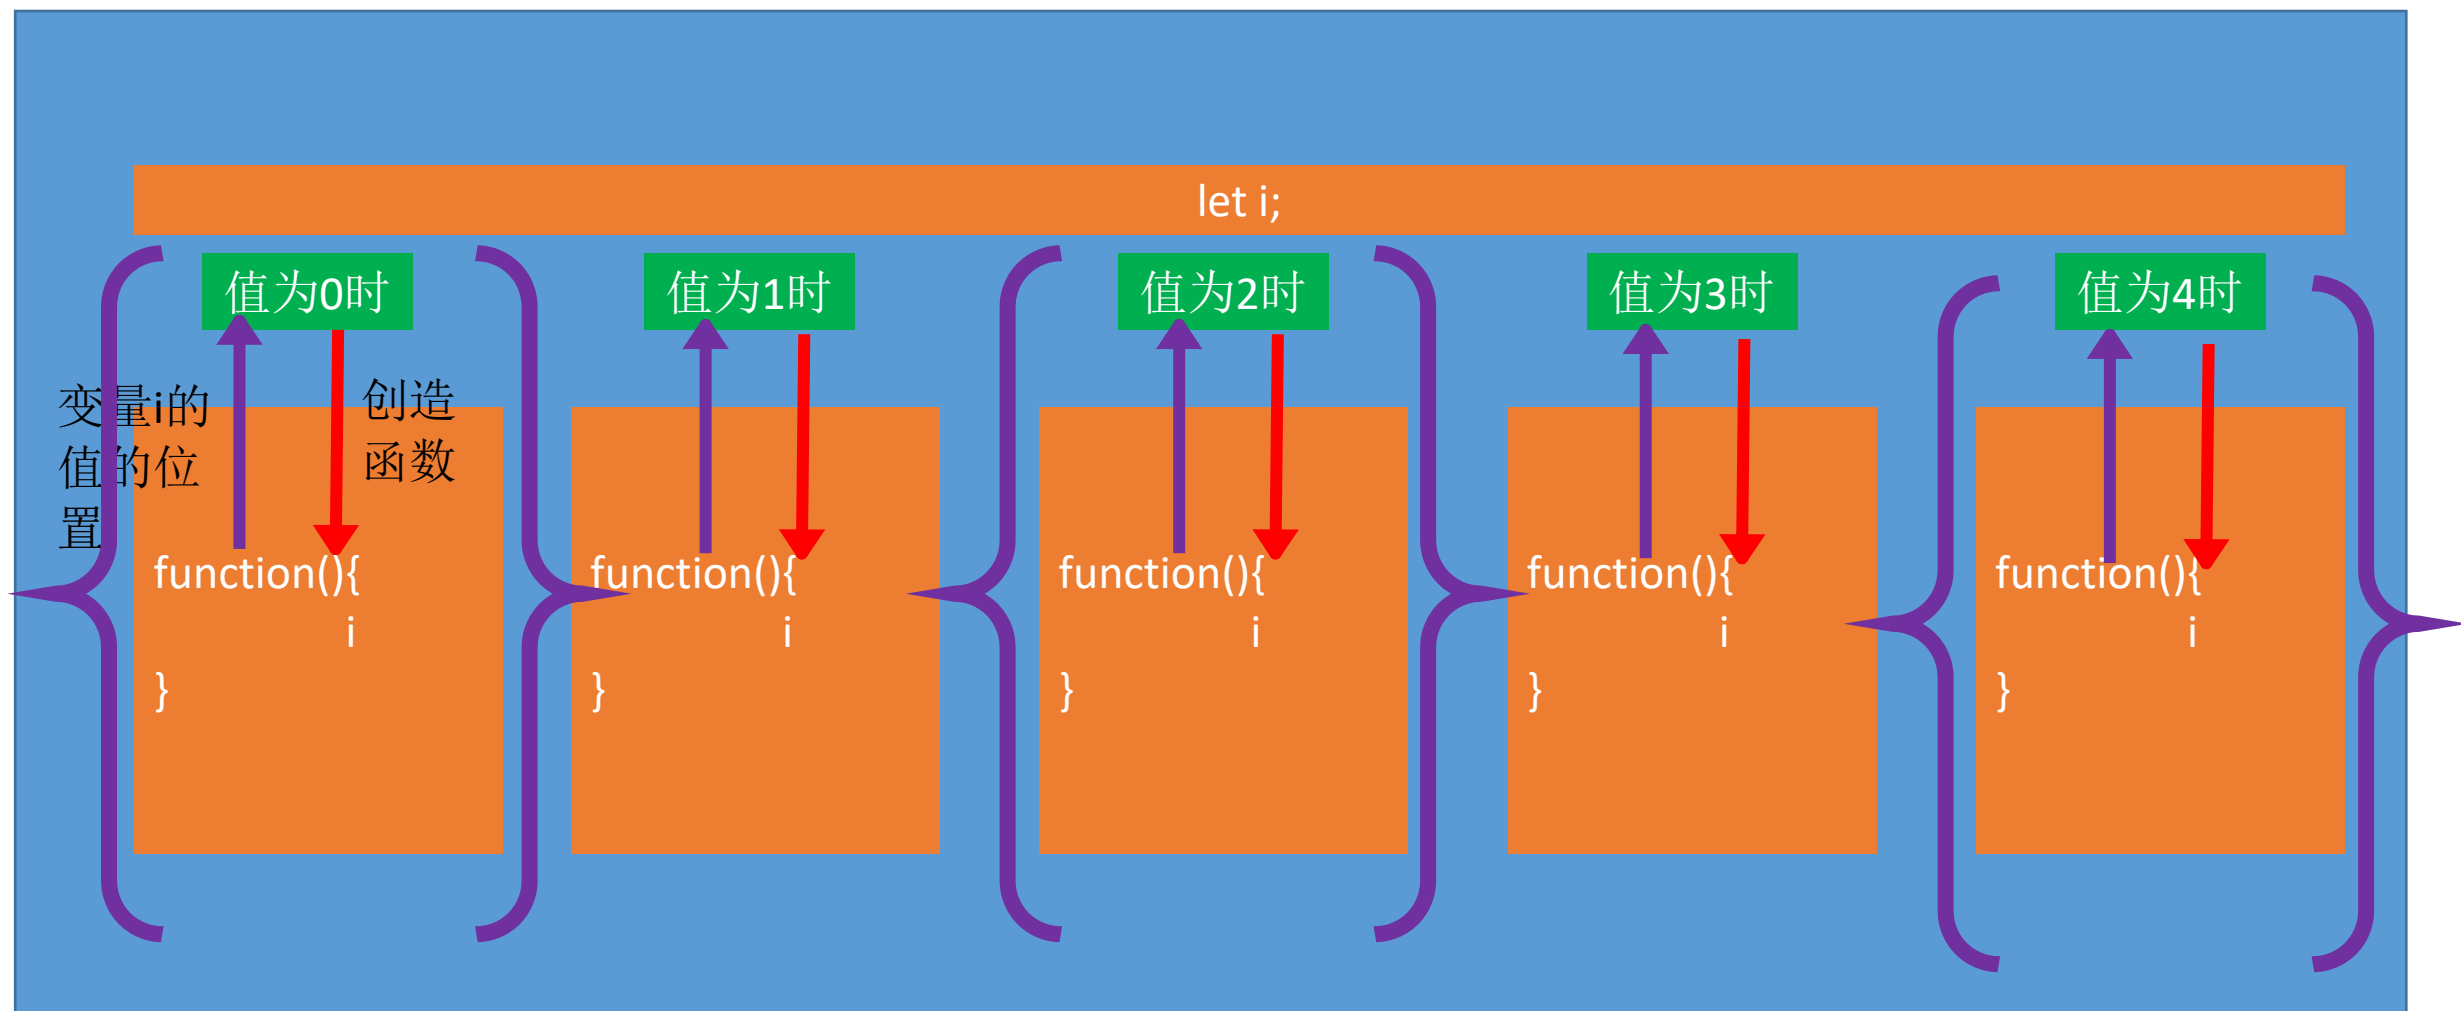 let i;
值为0时
值为1时
值为2时
值为3时
值为4时
变量i的
值的位
置
创造
函数
function(){
i
}
function(){
i
}
function(){
i
}
function(){
i
}
function(){
i
}